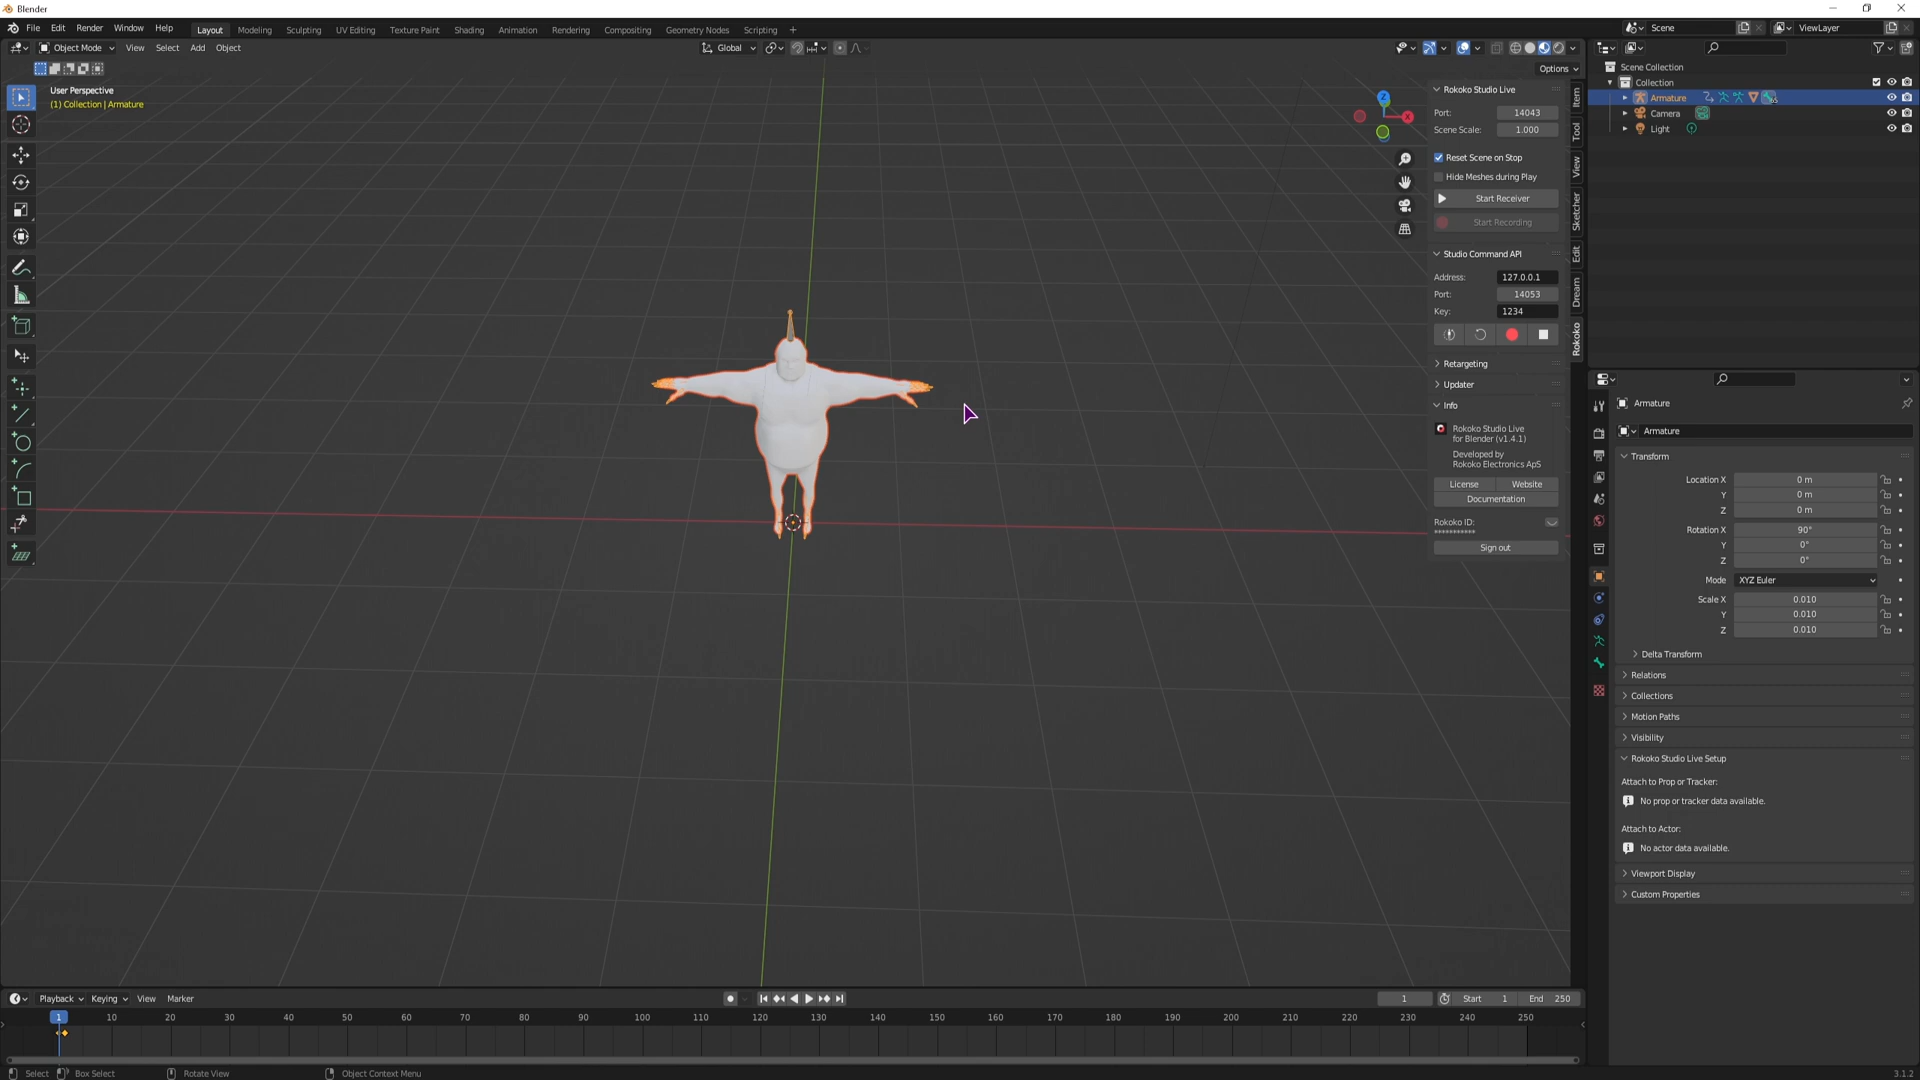 Blender
File Edit Render Window Help Layout Modeling Sculpting UV Editing Texture Paint Shading Animation Rendering Compositing Geometry Nodes Scripting + Scene ViewLayer
Object Mode View Select Add Object Global
Options
User Perspective
(1) Collection | Armature
Z
X
Rokoko Studio Live
Port: 14043
Scene Scale: 1.000
Reset Scene on Stop
Hide Meshes during Play
Start Receiver
Start Recording
Studio Command API
Address: 127.0.0.1
Port: 14053
Key: 1234
Retargeting
Updater
Info
Rokoko Studio Live
for Blender (v1.4.1)
Developed by
Rokoko Electronics ApS
License Website
Documentation
Rokoko ID:
***********
Sign out
Item
Tool
View
Sketcher
Edit
Dream
Rokoko
Scene Collection
Collection
Armature
Camera
Light
Armature
Armature
Transform
Location X 0 m
Y 0 m
Z 0 m
Rotation X 90°
Y 0°
Z 0°
Mode XYZ Euler
Scale X 0.010
Y 0.010
Z 0.010
Delta Transform
Relations
Collections
Motion Paths
Visibility
Rokoko Studio Live Setup
Attach to Prop or Tracker:
No prop or tracker data available.
Attach to Actor:
No actor data available.
Viewport Display
Custom Properties
Playback Keying View Marker 1 Start 1 End 250
1 10 20 30 40 50 60 70 80 90 100 110 120 130 140 150 160 170 180 190 200 210 220 230 240 250
Select Box Select Rotate View Object Context Menu 3.1.2